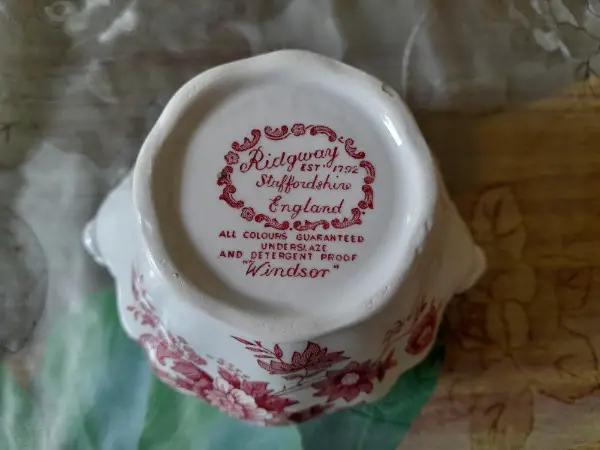 Ridgway
EST. 1792
Staffordshire
England
ALL COLOURS GUARANTEED
UNDERGLAZE
AND DETERGENT PROOF
"Windsor"